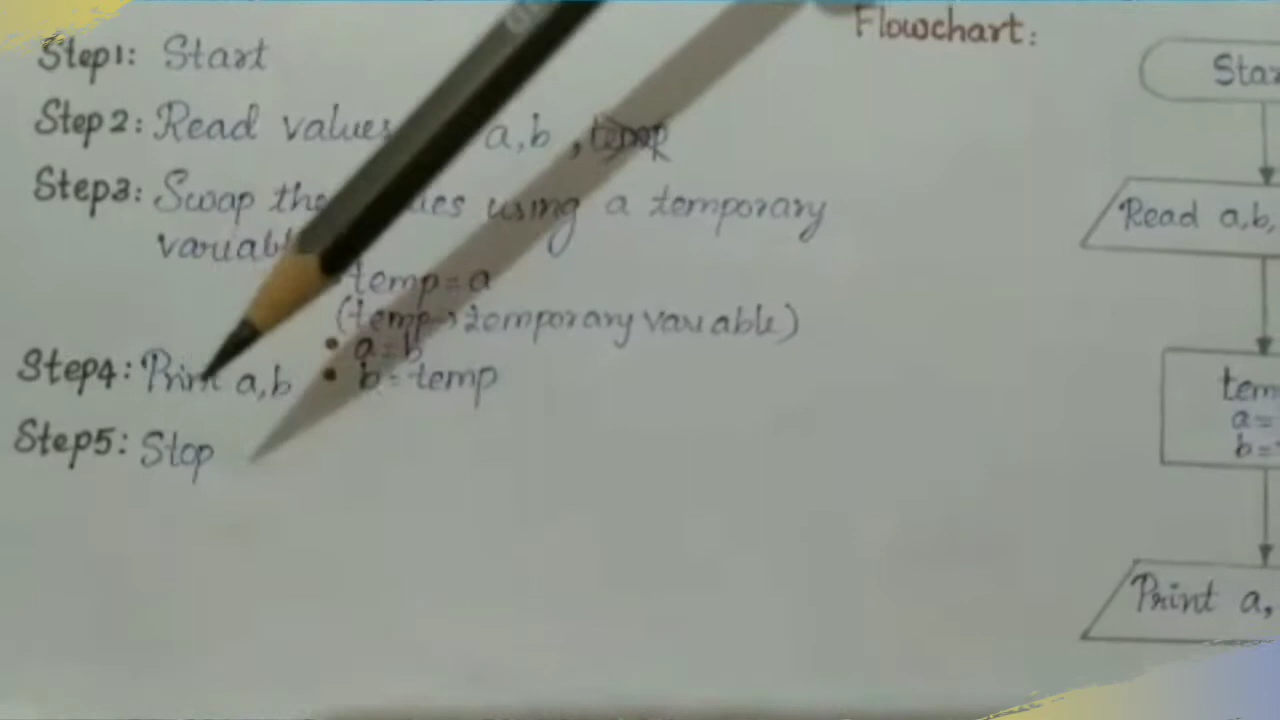 Step1: Start
Step2: Read values a,b ,
Step3: Swap the using a temporary
temp=a
(temp→temporary variable)
• a=b
Step4: Print a,b • b=temp
Step5: Stop
Flowchart:
Read a,b,
a=
b=
Print a,